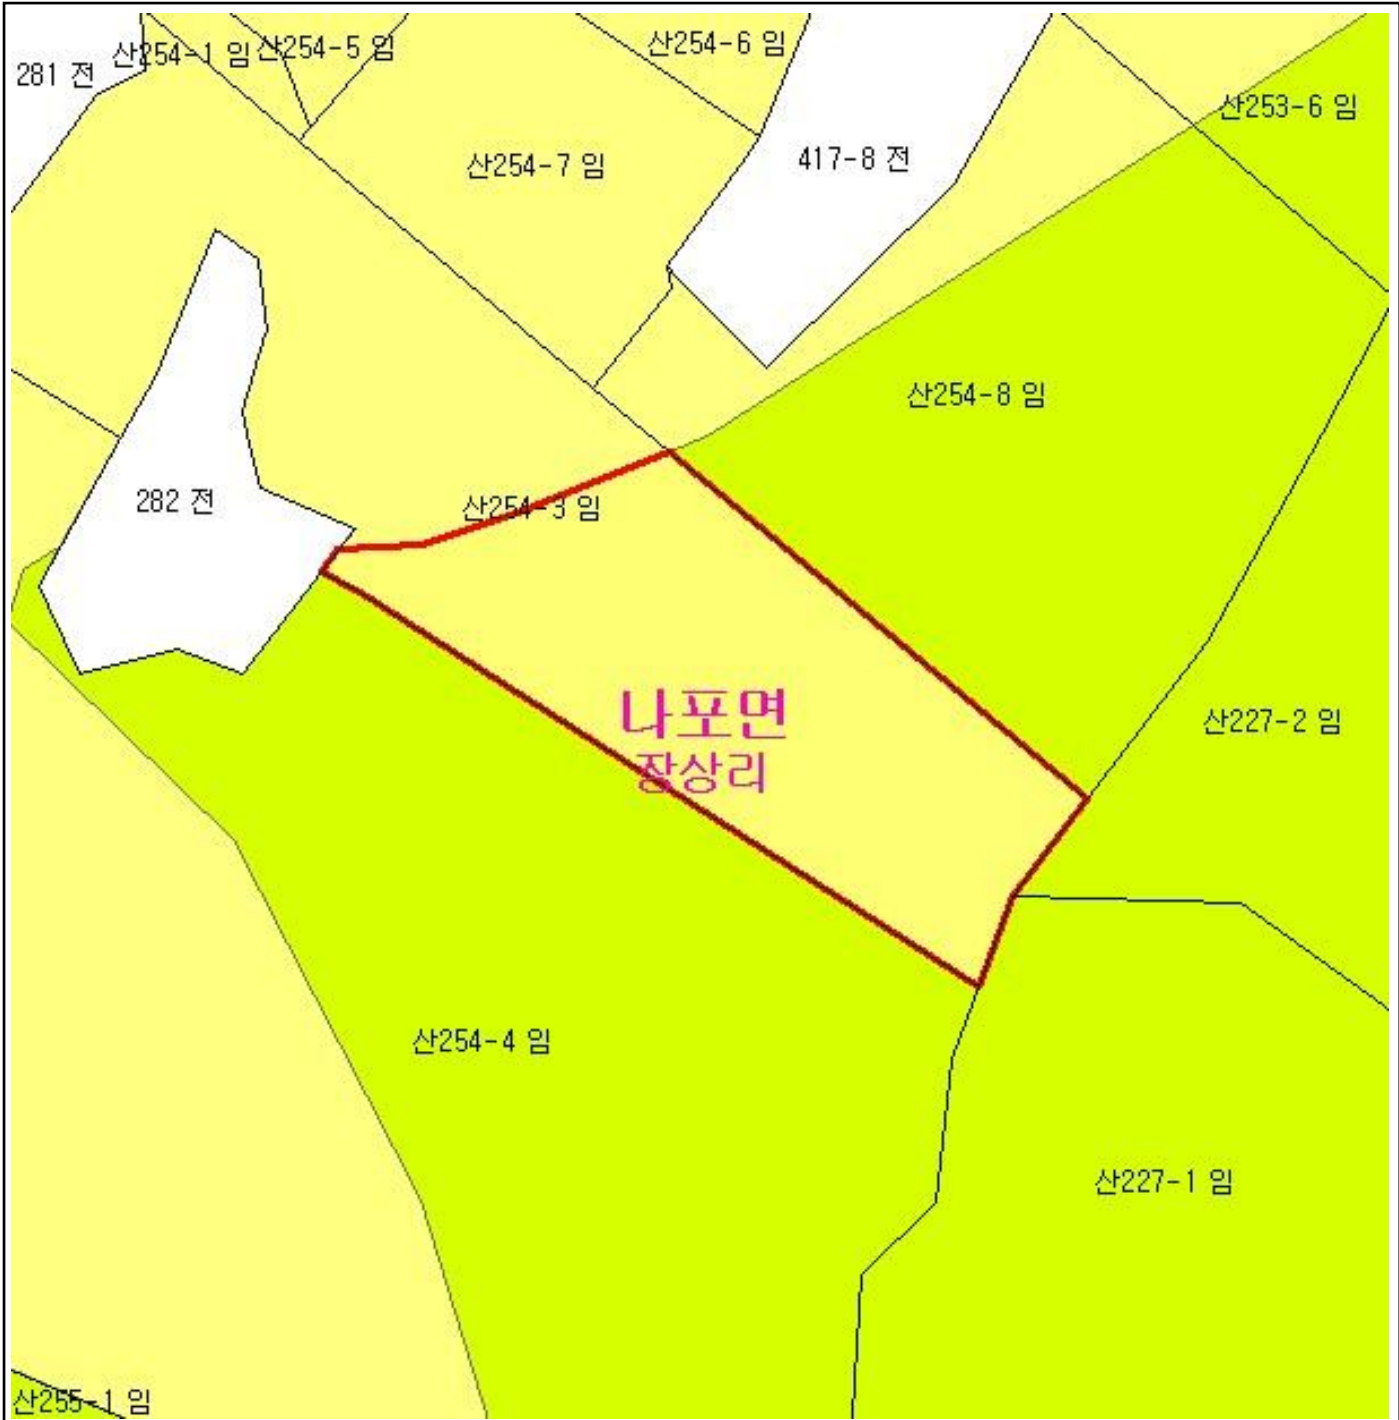 산254-1 임
산254-5 임
산254-6 임
281 전
산253-6 임
417-8 전
산254-7 임
산254-8 임
282 전
산254-3 임
나포면
장상리
산227-2 임
산254-4 임
산227-1 임
산255-1 임